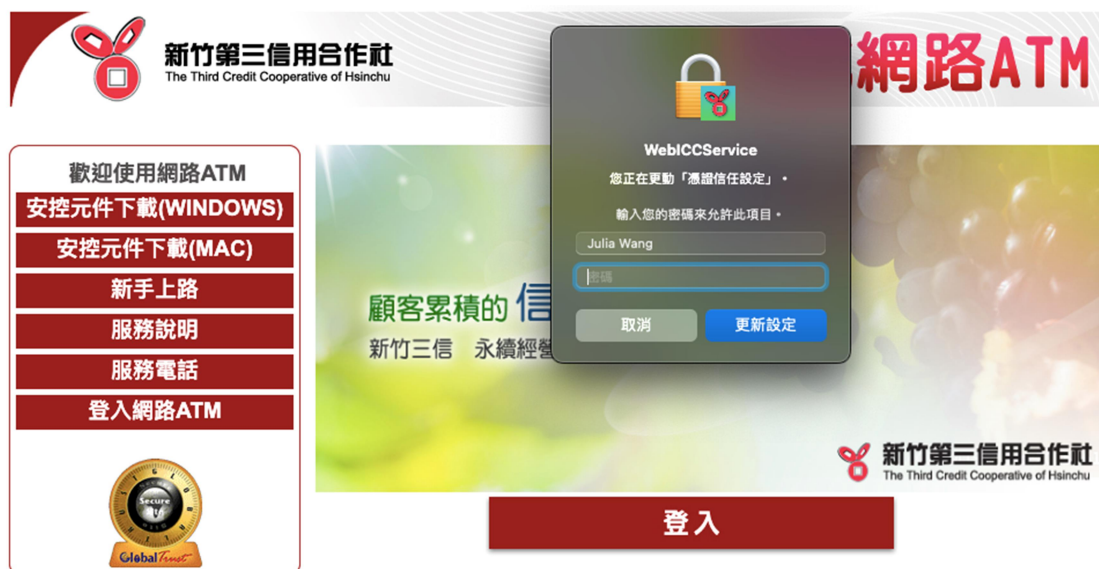 新竹第三信用合作社
The Third Credit Cooperative of Hsinchu
網路ATM
歡迎使用網路ATM
安控元件下載(WINDOWS)
安控元件下載(MAC)
新手上路
服務說明
服務電話
登入網路ATM
Secure
GlobalTrust
WebICCService
您正在更動「憑證信任設定」。
輸入您的密碼來允許此項目。
Julia Wang
密碼
取消
更新設定
顧客累積的 信
新竹三信 永續經營
新竹第三信用合作社
The Third Credit Cooperative of Hsinchu
登入